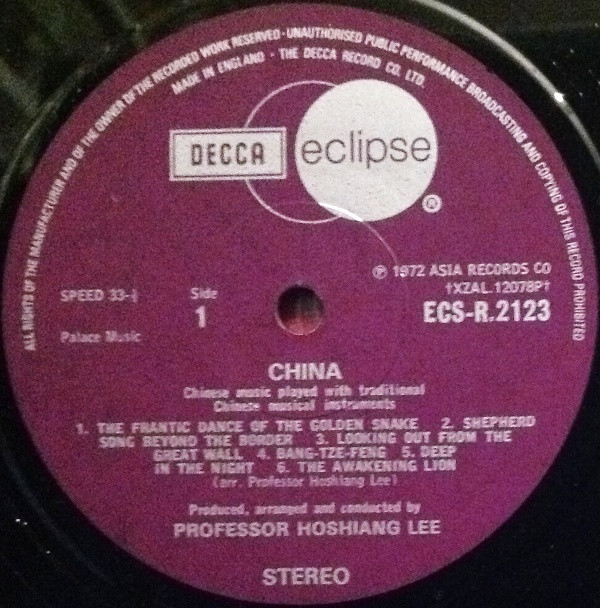 ALL RIGHTS OF THE MANUFACTURER AND OF THE OWNER OF THE RECORDED WORK RESERVED · UNAUTHORISED PUBLIC PERFORMANCE BROADCASTING AND COPYING OF THIS RECORD PROHIBITED
MADE IN ENGLAND · THE DECCA RECORD CO. LTD.
DECCA eclipse
®
℗ 1972 ASIA RECORDS CO
SPEED 33-⅓ Side †XZAL.12078P†
1 ECS-R.2123
Palace Music
CHINA
Chinese music played with traditional
Chinese musical instruments
1. THE FRANTIC DANCE OF THE GOLDEN SNAKE 2. SHEPHERD
SONG BEYOND THE BORDER 3. LOOKING OUT FROM THE
GREAT WALL 4. BANG-TZE-FENG 5. DEEP
IN THE NIGHT 6. THE AWAKENING LION
(arr. Professor Hoshiang Lee)
Produced, arranged and conducted by
PROFESSOR HOSHIANG LEE
STEREO